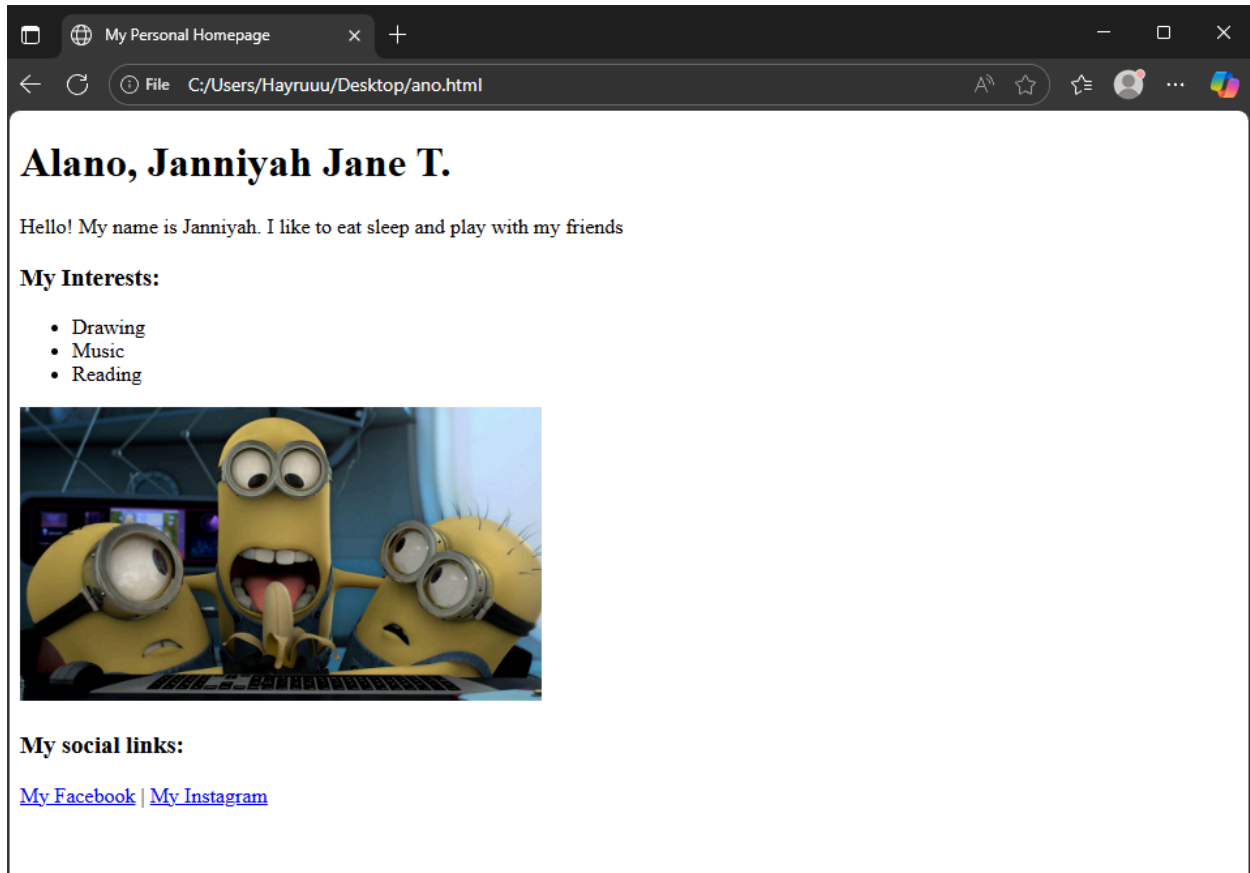 My Personal Homepage
File C:/Users/Hayruuu/Desktop/ano.html
Alano, Janniyah Jane T.
Hello! My name is Janniyah. I like to eat sleep and play with my friends
My Interests:
• Drawing
• Music
• Reading
My social links:
My Facebook | My Instagram